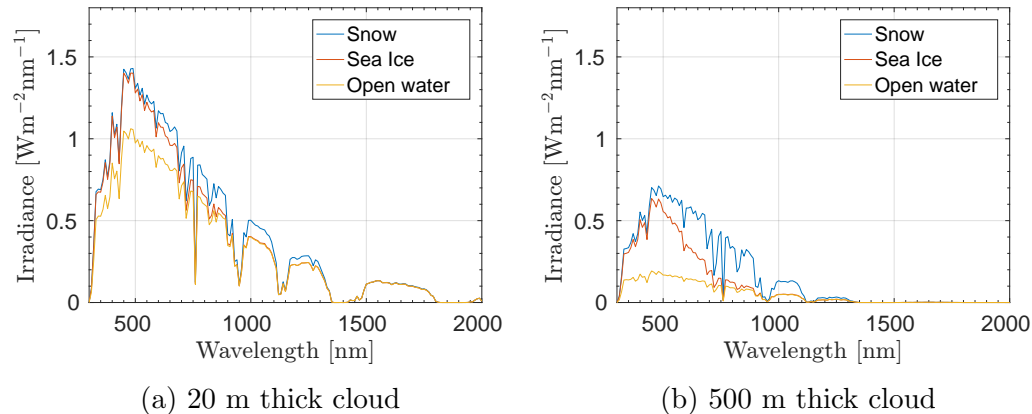 Irradiance [Wm⁻²nm⁻¹]
1.5
1
0.5
0
500
1000
1500
2000
Wavelength [nm]
Snow
Sea Ice
Open water
(a) 20 m thick cloud
Irradiance [Wm⁻²nm⁻¹]
1.5
1
0.5
0
500
1000
1500
2000
Wavelength [nm]
Snow
Sea Ice
Open water
(b) 500 m thick cloud